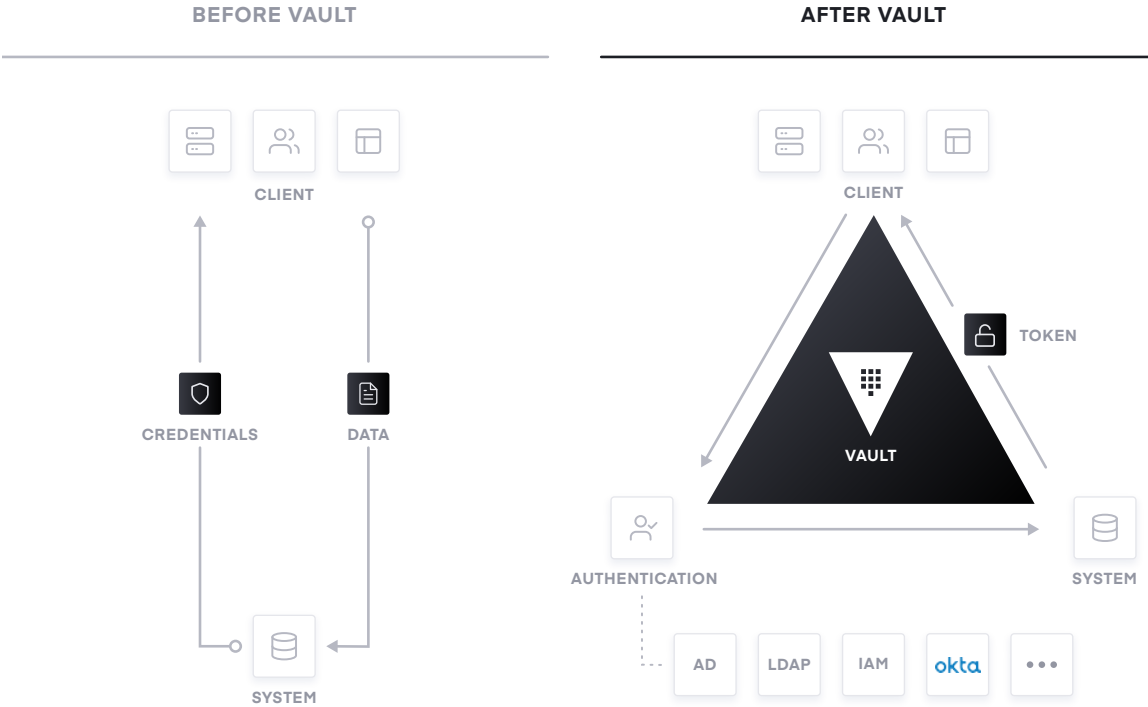 BEFORE VAULT
CLIENT
CREDENTIALS
DATA
SYSTEM
AFTER VAULT
CLIENT
TOKEN
VAULT
AUTHENTICATION
SYSTEM
AD
LDAP
IAM
okta